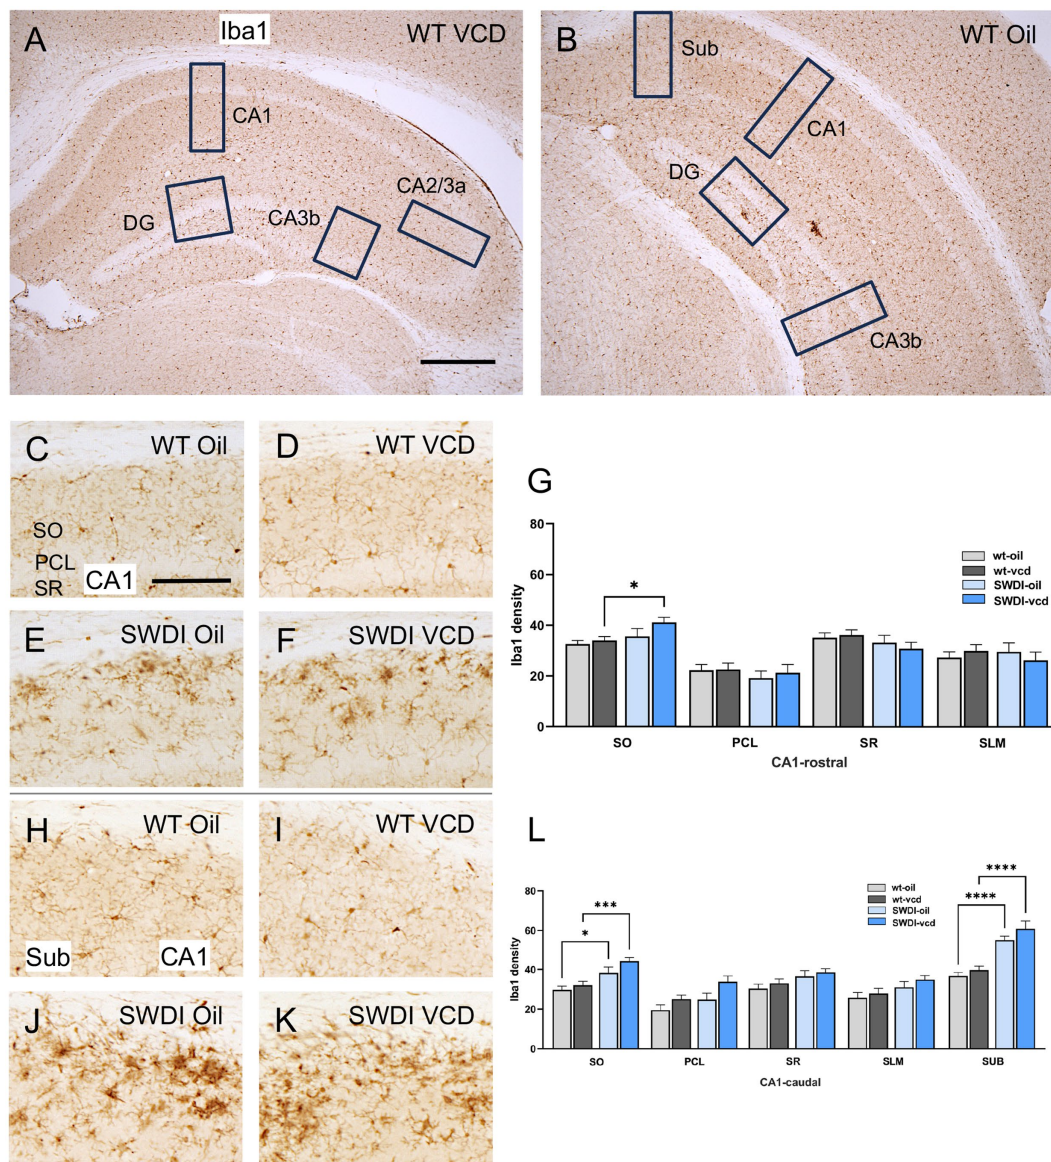 A
Iba1
WT VCD
CA1
CA2/3a
DG
CA3b
B
WT Oil
Sub
CA1
DG
CA3b
C
WT Oil
SO
PCL
SR
CA1
D
WT VCD
E
SWDI Oil
F
SWDI VCD
G
80
60
40
20
0
Iba1 density
*
wt-oil
wt-vcd
SWDI-oil
SWDI-vcd
SO
PCL
SR
SLM
CA1-rostral
H
WT Oil
Sub
CA1
I
WT VCD
J
SWDI Oil
K
SWDI VCD
L
80
60
40
20
0
Iba1 density
***
*
****
****
wt-oil
wt-vcd
SWDI-oil
SWDI-vcd
SO
PCL
SR
SLM
SUB
CA1-caudal